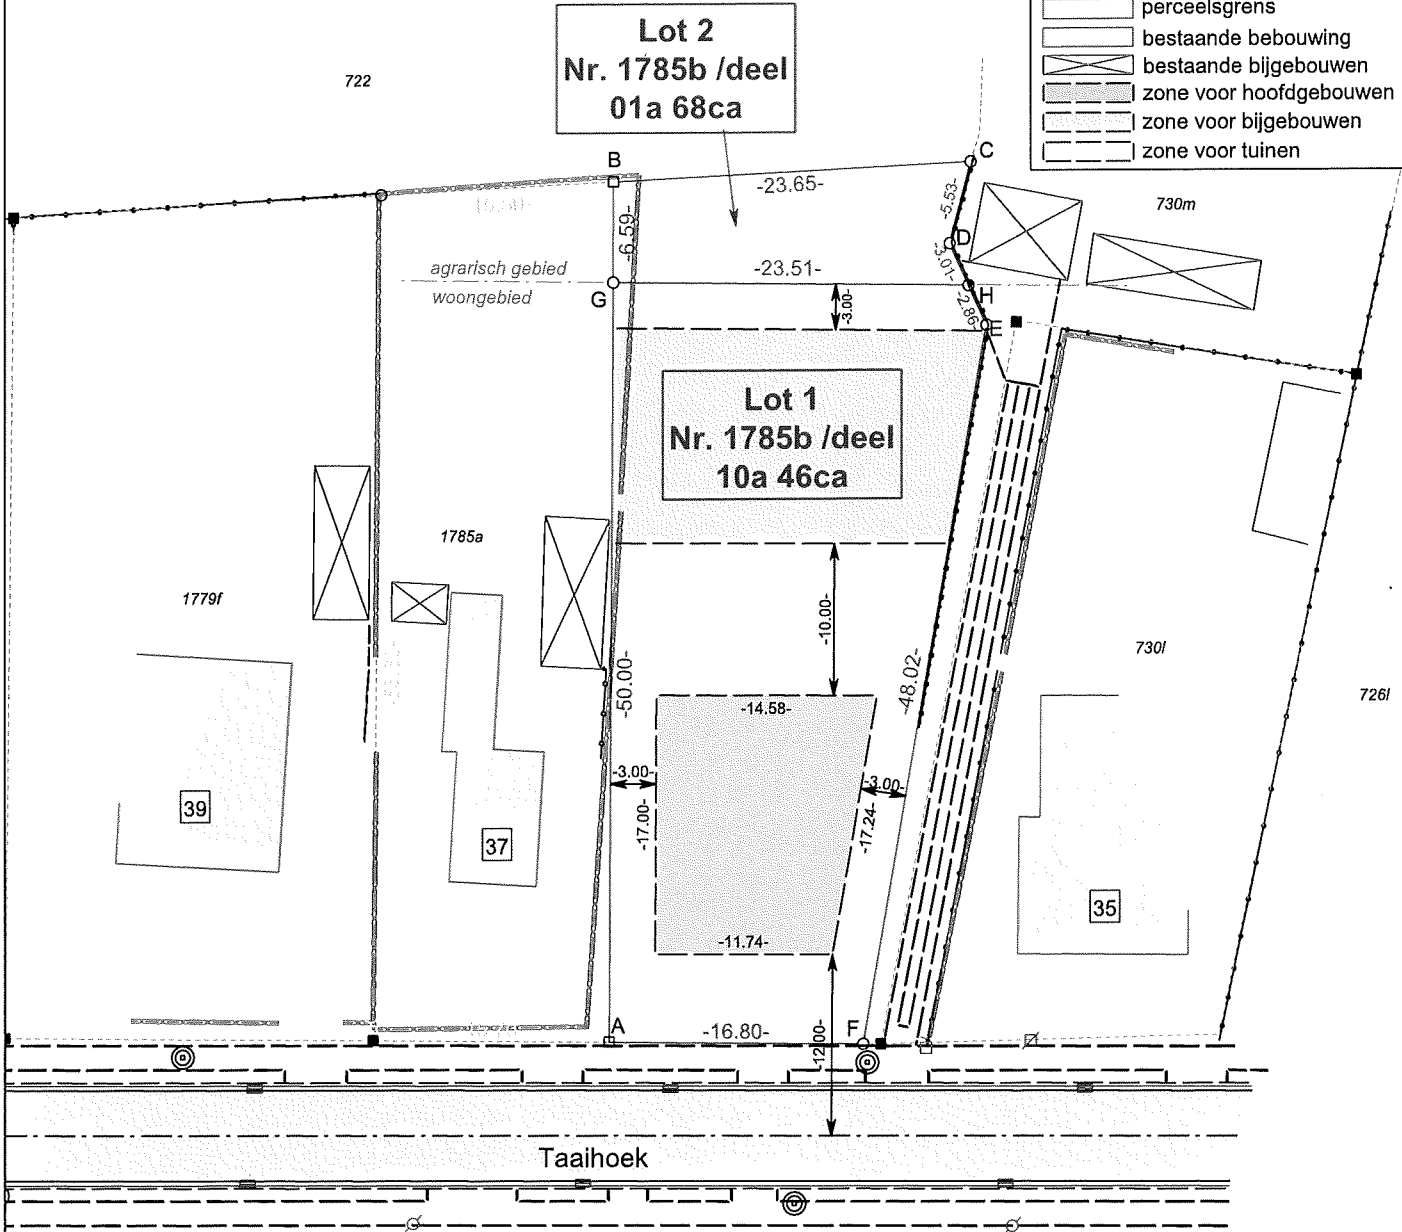 perceelsgrens
bestaande bebouwing
bestaande bijgebouwen
zone voor hoofdgebouwen
zone voor bijgebouwen
zone voor tuinen
Lot 2
Nr. 1785b /deel
01a 68ca
722
B
C
-23.65-
-5.53-
730m
D
-6.59-
-3.01-
agrarisch gebied
woongebied
-23.51-
G
H
-3.00-
-2.86-
E
Lot 1
Nr. 1785b /deel
10a 46ca
1785a
1779f
-10.00-
730l
726l
-50.00-
-48.02-
-14.58-
-3.00-
-3.00-
-17.00-
-17.24-
39
37
35
-11.74-
A
-16.80-
F
-12.00-
Taaihoek